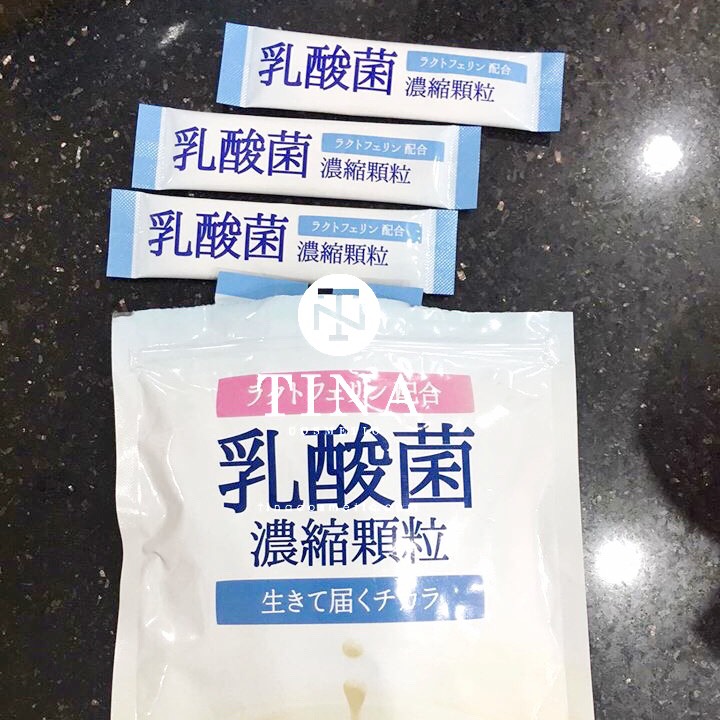 乳酸菌
ラクトフェリン 配合
濃縮顆粒
乳酸菌
ラクトフェリン 配合
濃縮顆粒
乳酸菌
ラクトフェリン 配合
濃縮顆粒
TN
ラクトフェリン 配合
TINA
COSMETIC
乳酸菌
濃縮顆粒
生きて届くチカラ